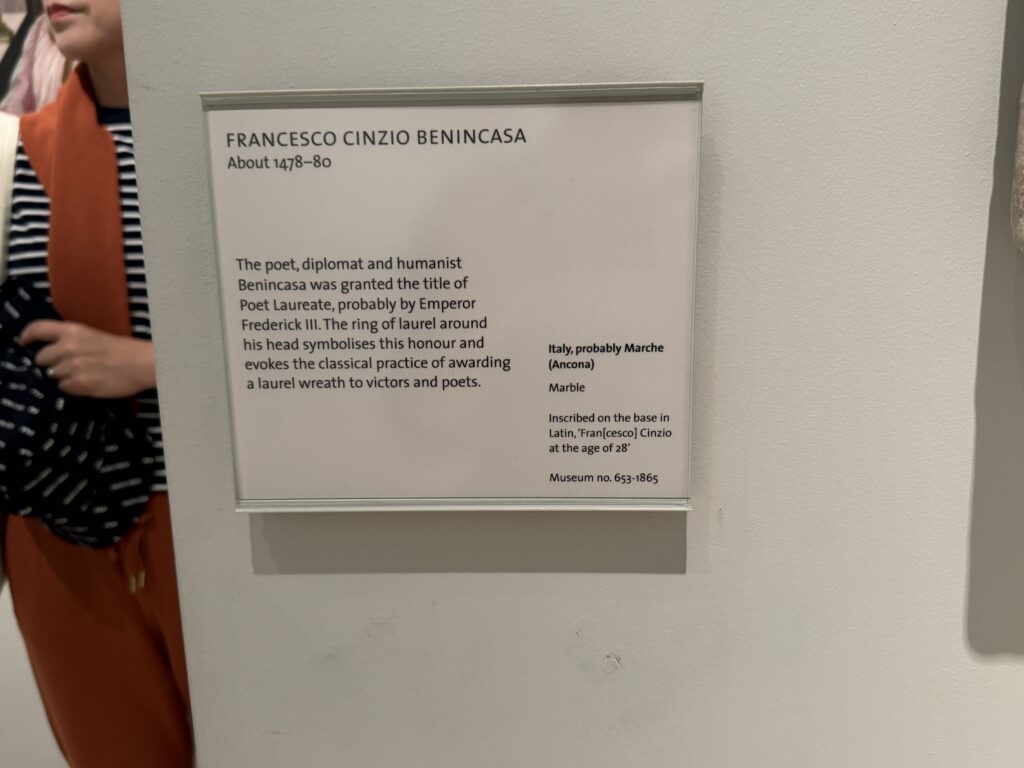 FRANCESCO CINZIO BENINCASA
About 1478–80
The poet, diplomat and humanist
Benincasa was granted the title of
Poet Laureate, probably by Emperor
Frederick III. The ring of laurel around
his head symbolises this honour and
evokes the classical practice of awarding
a laurel wreath to victors and poets.
Italy, probably Marche
(Ancona)
Marble
Inscribed on the base in
Latin, ‘Fran[cesco] Cinzio
at the age of 28’
Museum no. 653-1865